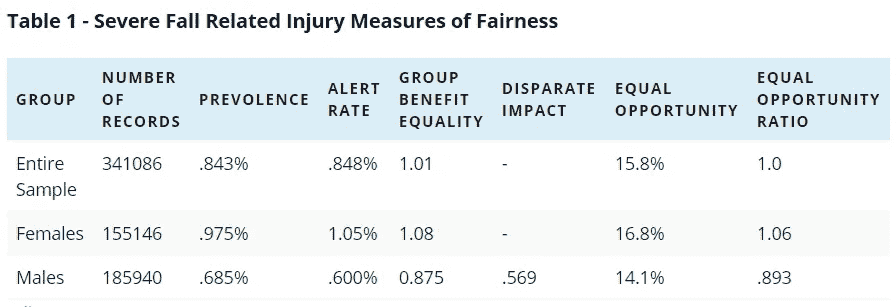 Table 1 - Severe Fall Related Injury Measures of Fairness
GROUP NUMBER OF RECORDS PREVOLENCE ALERT RATE GROUP BENEFIT EQUALITY DISPARATE IMPACT EQUAL OPPORTUNITY EQUAL OPPORTUNITY RATIO
Entire Sample 341086 .843% .848% 1.01 - 15.8% 1.0
Females 155146 .975% 1.05% 1.08 - 16.8% 1.06
Males 185940 .685% .600% 0.875 .569 14.1% .893